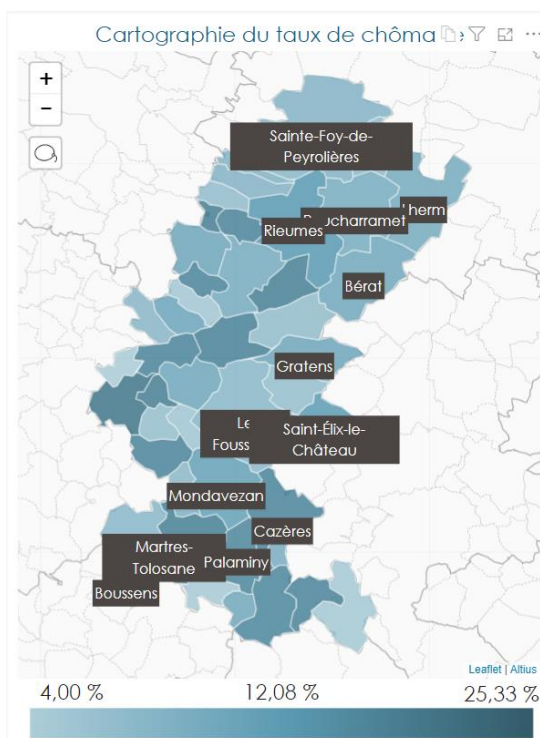 Cartographie du taux de chôma
+
−
Sainte-Foy-de-
Peyrolières
Rieumes
ucharramet
herm
Bérat
Gratens
Le
Fouss
Saint-Élix-le-
Château
Mondavezan
Cazères
Martres-
Tolosane
Palaminy
Boussens
Leaflet | Altius
4,00 %
12,08 %
25,33 %